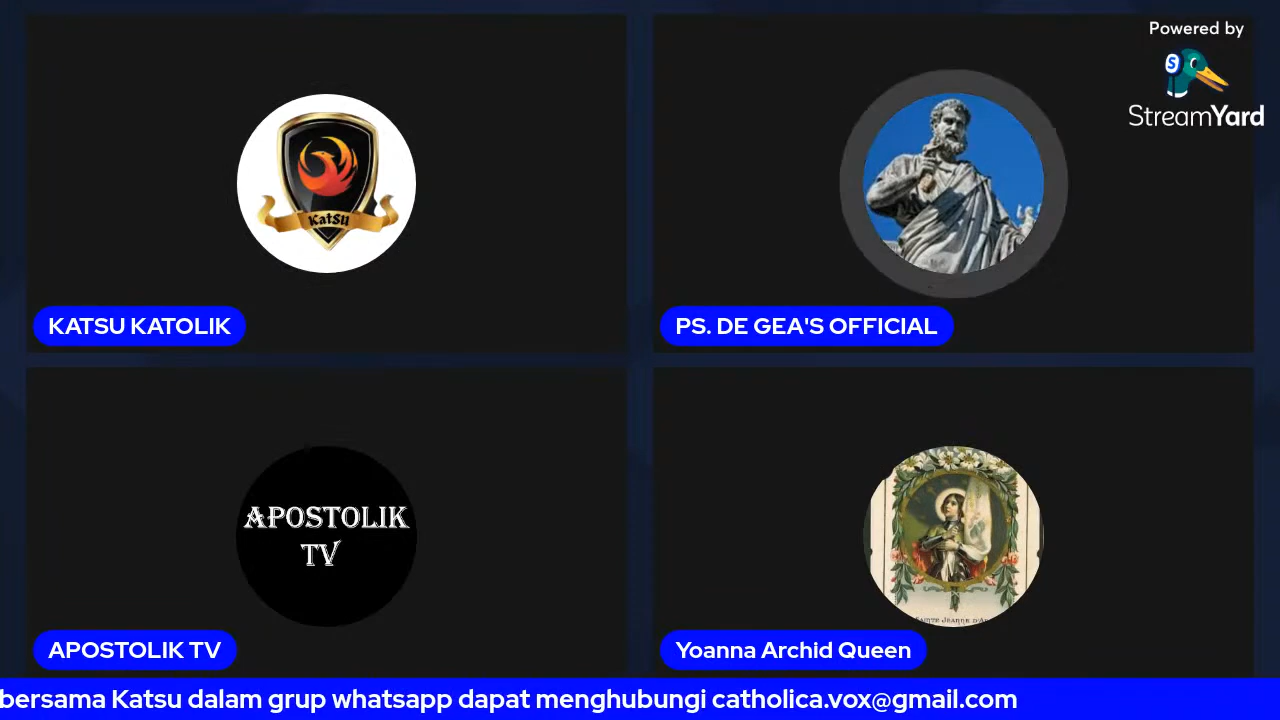 Powered by
StreamYard
S
KatSu
KATSU KATOLIK
PS. DE GEA'S OFFICIAL
APOSTOLIK
TV
APOSTOLIK TV
Yoanna Archid Queen
bersama Katsu dalam grup whatsapp dapat menghubungi catholica.vox@gmail.com